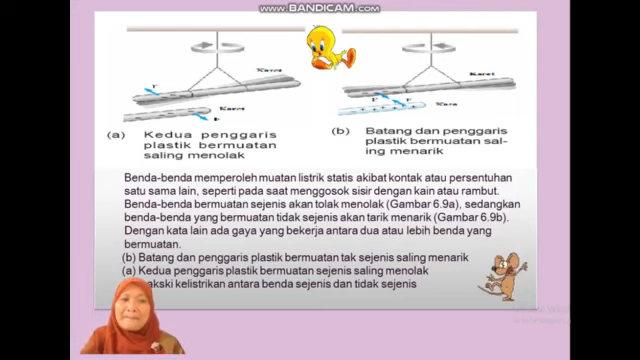 WWW.BANDICAM.COM
F
Karet
Karet
F
(a) Kedua penggaris
plastik bermuatan
saling menolak
Karet
F
F
Kaca
(b) Batang dan penggaris
plastik bermuatan sal-
ing menarik
Benda-benda memperoleh muatan listrik statis akibat kontak atau persentuhan
satu sama lain, seperti pada saat menggosok sisir dengan kain atau rambut.
Benda-benda bermuatan sejenis akan tolak menolak (Gambar 6.9a), sedangkan
benda-benda yang bermuatan tidak sejenis akan tarik menarik (Gambar 6.9b).
Dengan kata lain ada gaya yang bekerja antara dua atau lebih benda yang
bermuatan.
(b) Batang dan penggaris plastik bermuatan tak sejenis saling menarik
(a) Kedua penggaris plastik bermuatan sejenis saling menolak
akski kelistrikan antara benda sejenis dan tidak sejenis